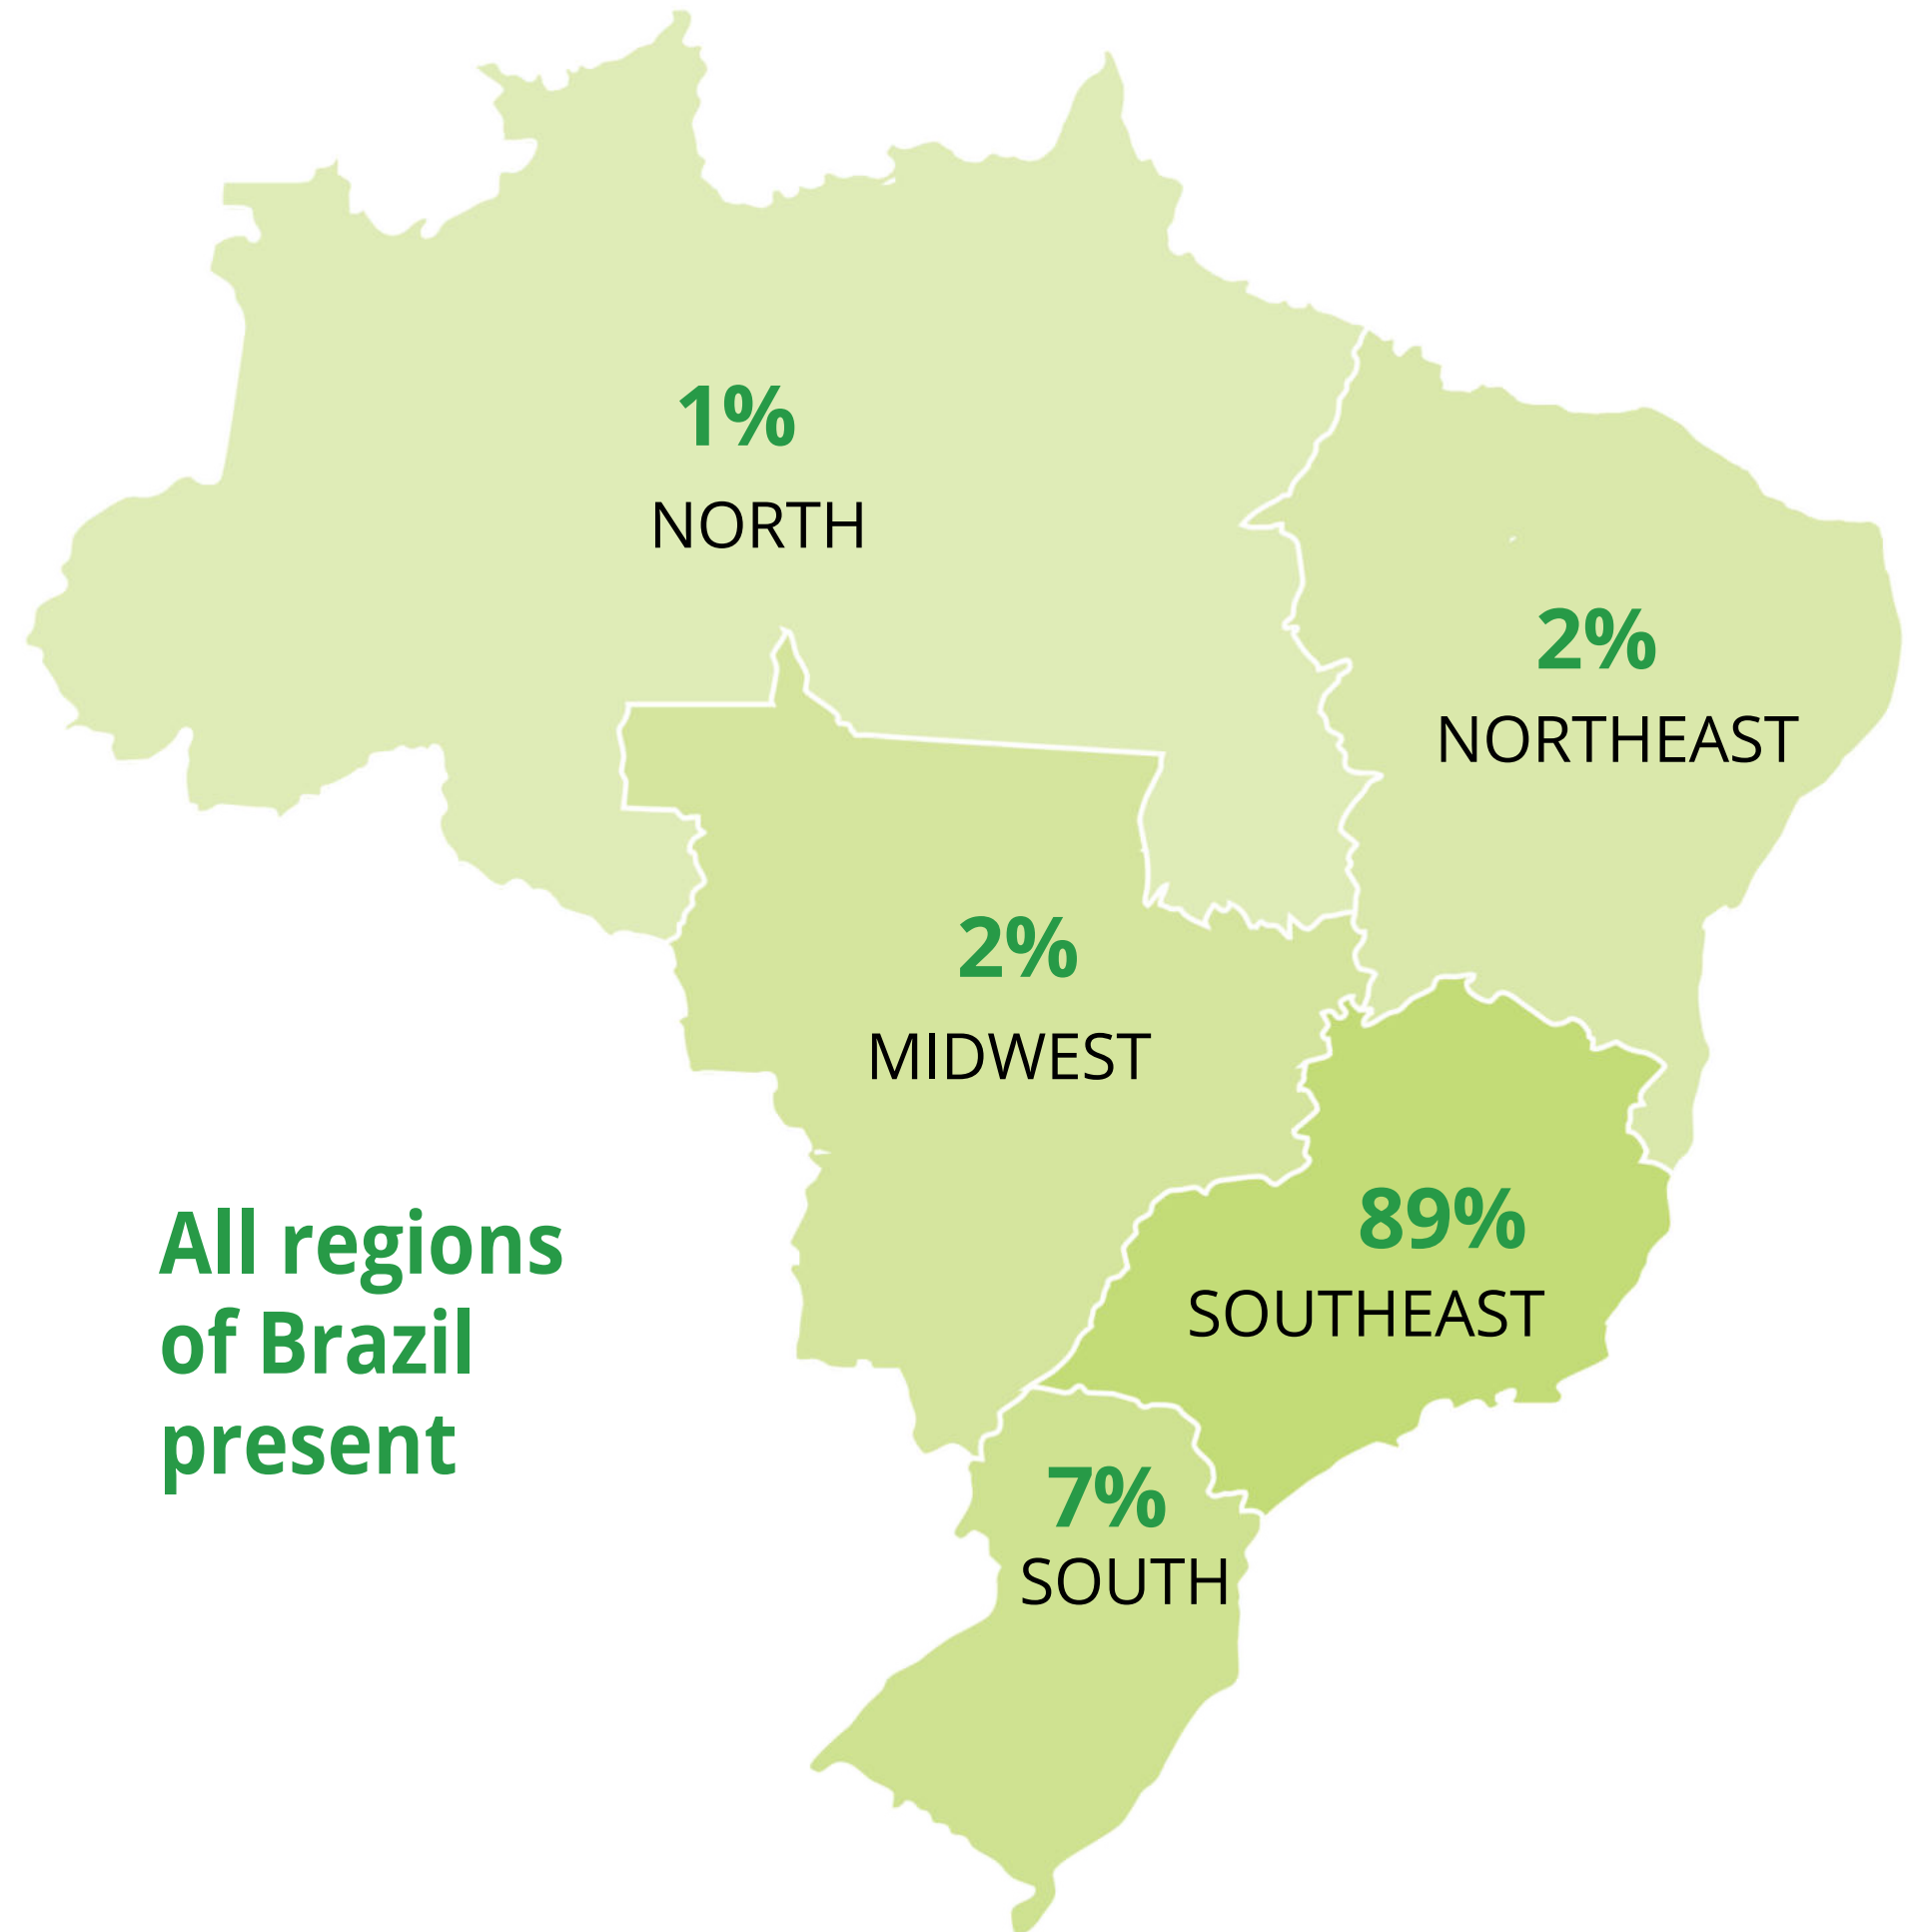 1%
NORTH
2%
NORTHEAST
2%
MIDWEST
89%
SOUTHEAST
7%
SOUTH
All regions
of Brazil
present